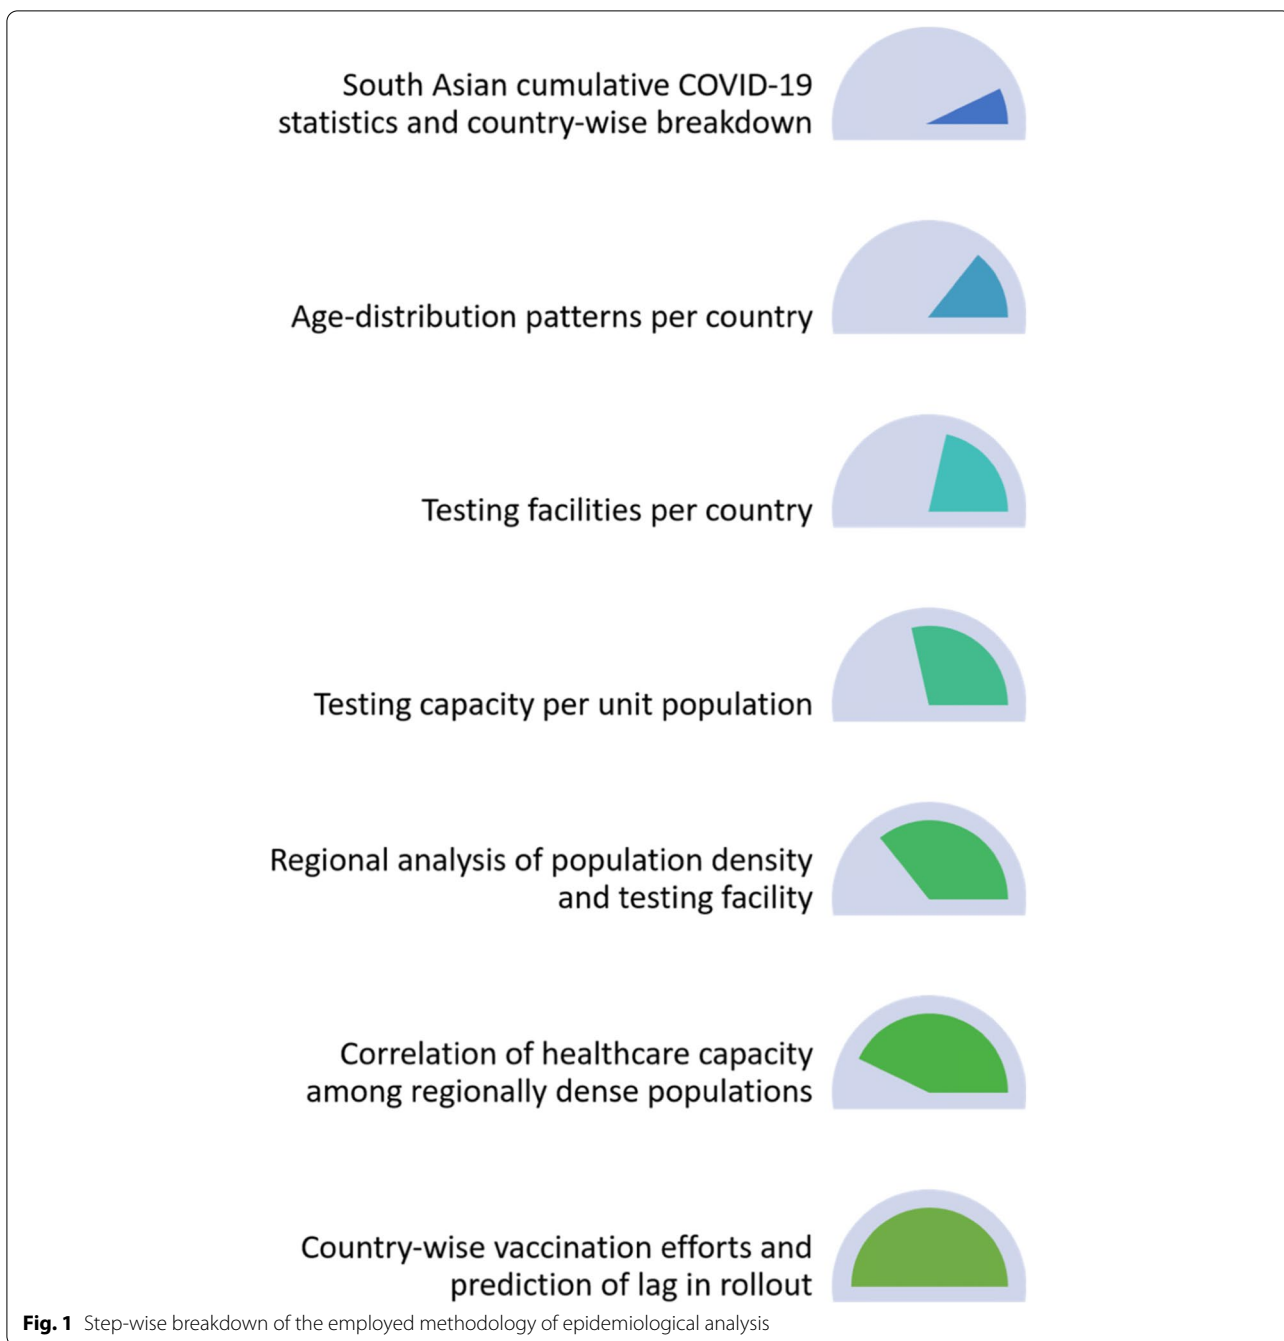 South Asian cumulative COVID-19
statistics and country-wise breakdown
Age-distribution patterns per country
Testing facilities per country
Testing capacity per unit population
Regional analysis of population density
and testing facility
Correlation of healthcare capacity
among regionally dense populations
Country-wise vaccination efforts and
prediction of lag in rollout
Fig. 1 Step-wise breakdown of the employed methodology of epidemiological analysis